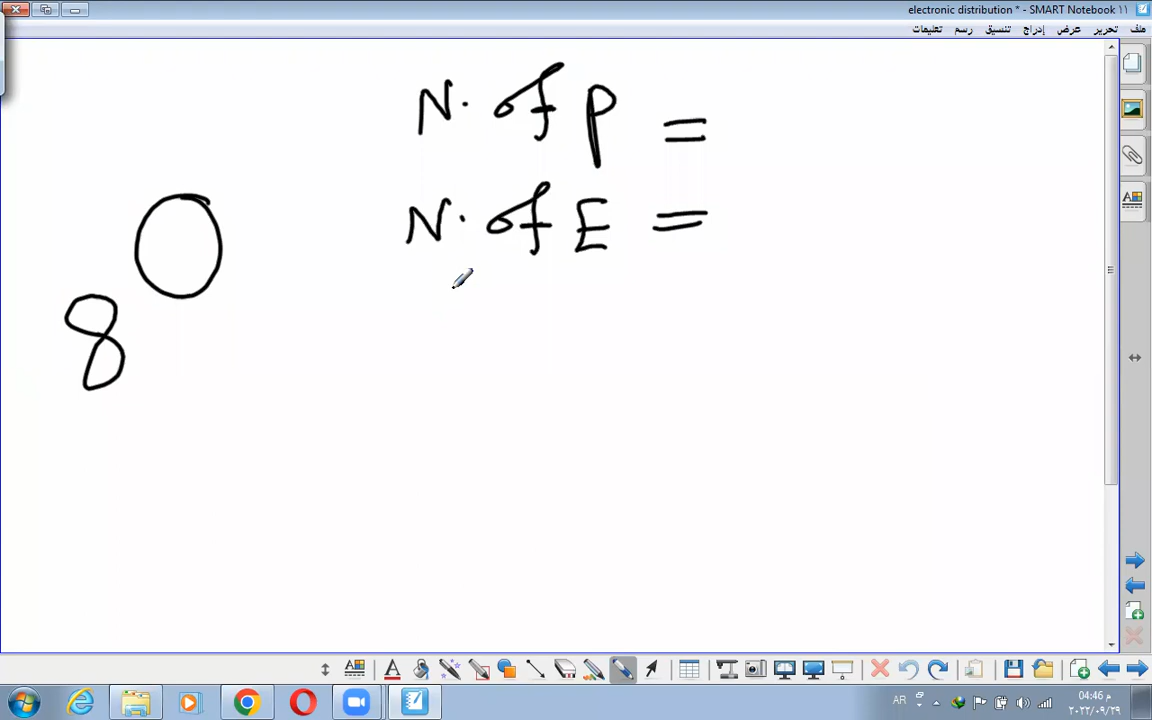 electronic distribution * - SMART Notebook ١١
ملف تحرير عرض إدراج تنسيق رسم تعليمات
N. of P =
N. of E =
O
8
A
AR
04:46 م
٢٠٢٢/٠٩/٢٩